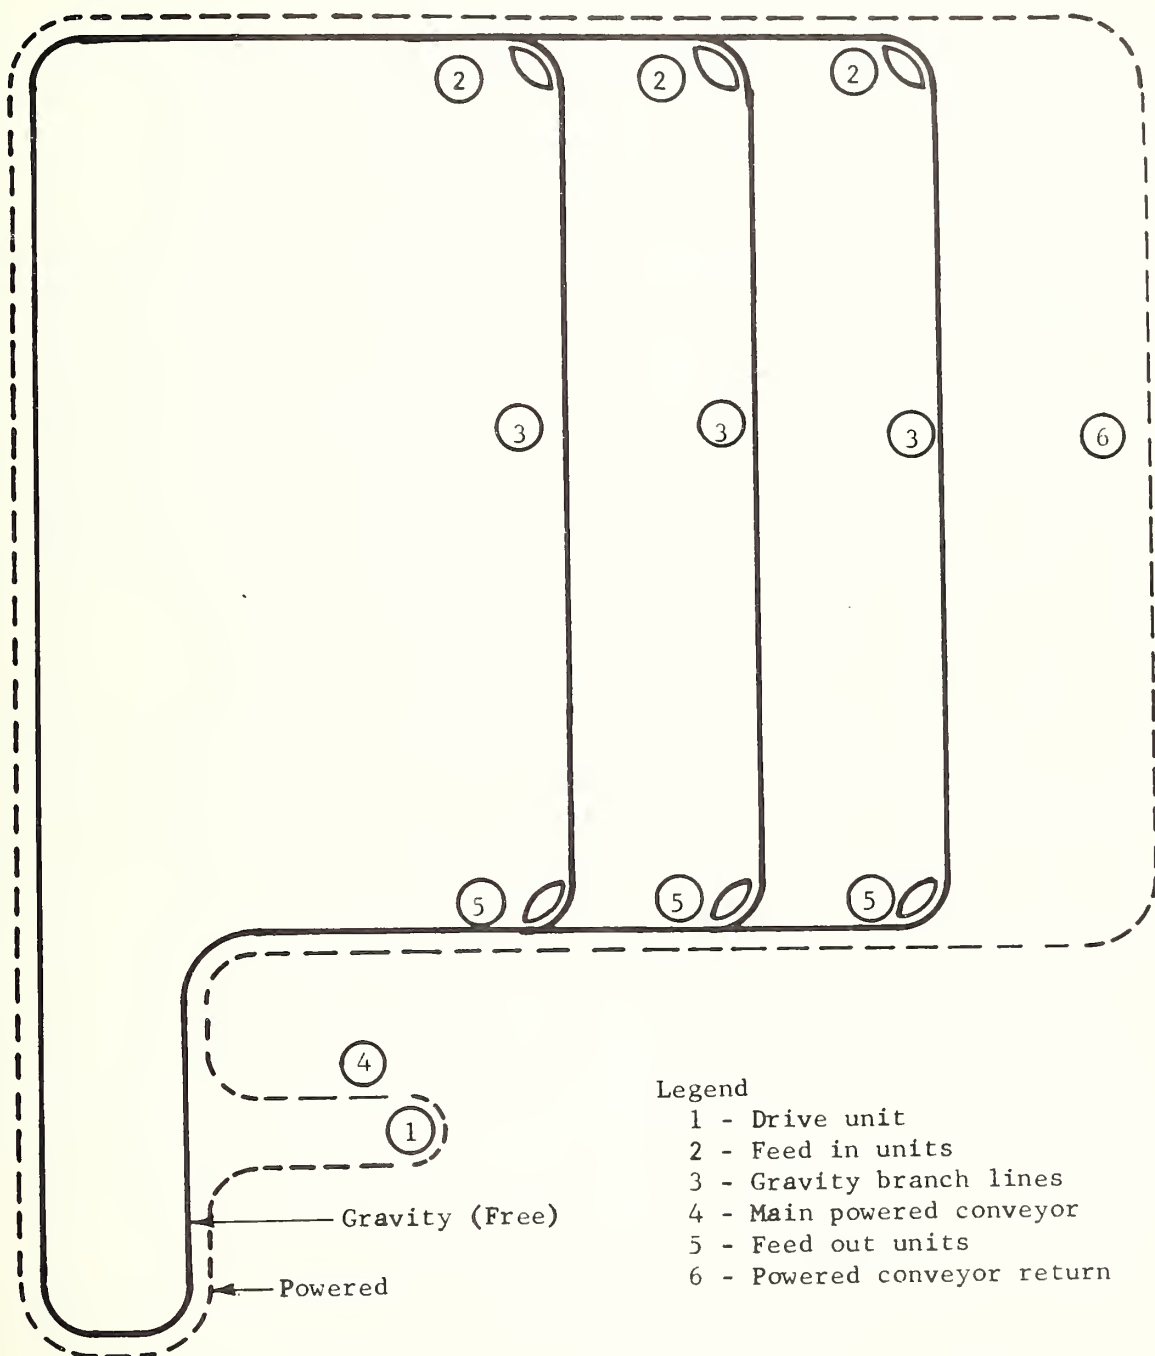 2 2 2
3 3 3 6
5 5 5
4
1
Gravity (Free)
Powered
Legend
1 - Drive unit
2 - Feed in units
3 - Gravity branch lines
4 - Main powered conveyor
5 - Feed out units
6 - Powered conveyor return